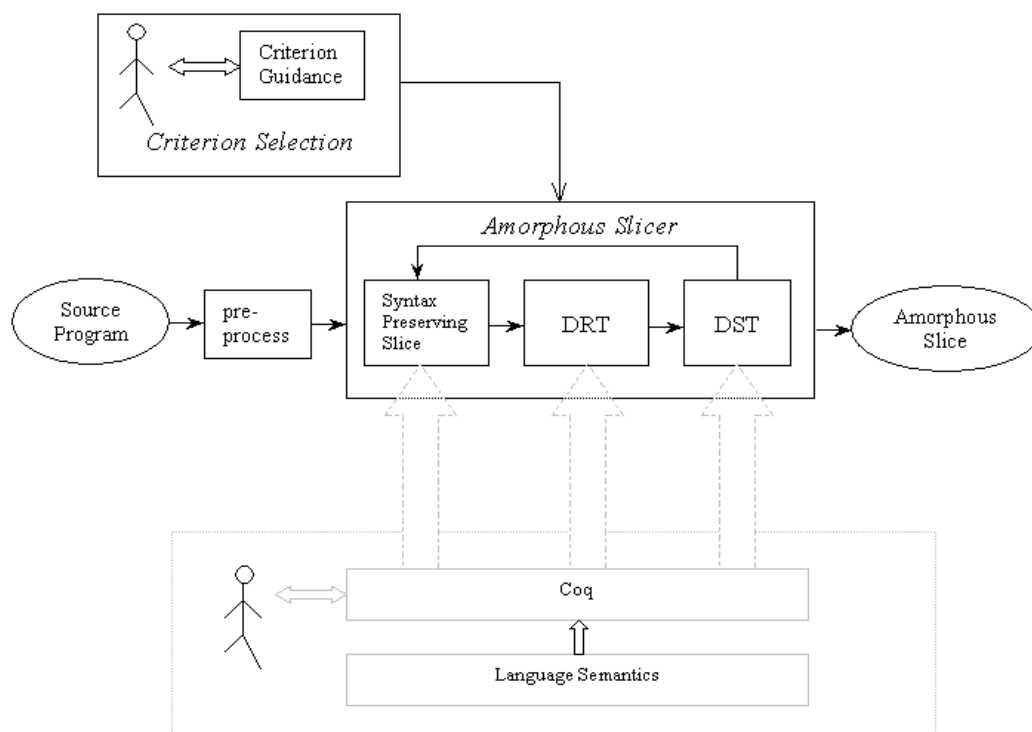 Criterion
Guidance
Criterion Selection
Amorphous Slicer
Source
Program
pre-
process
Syntax
Preserving
Slice
DRT
DST
Amorphous
Slice
Coq
Language Semantics